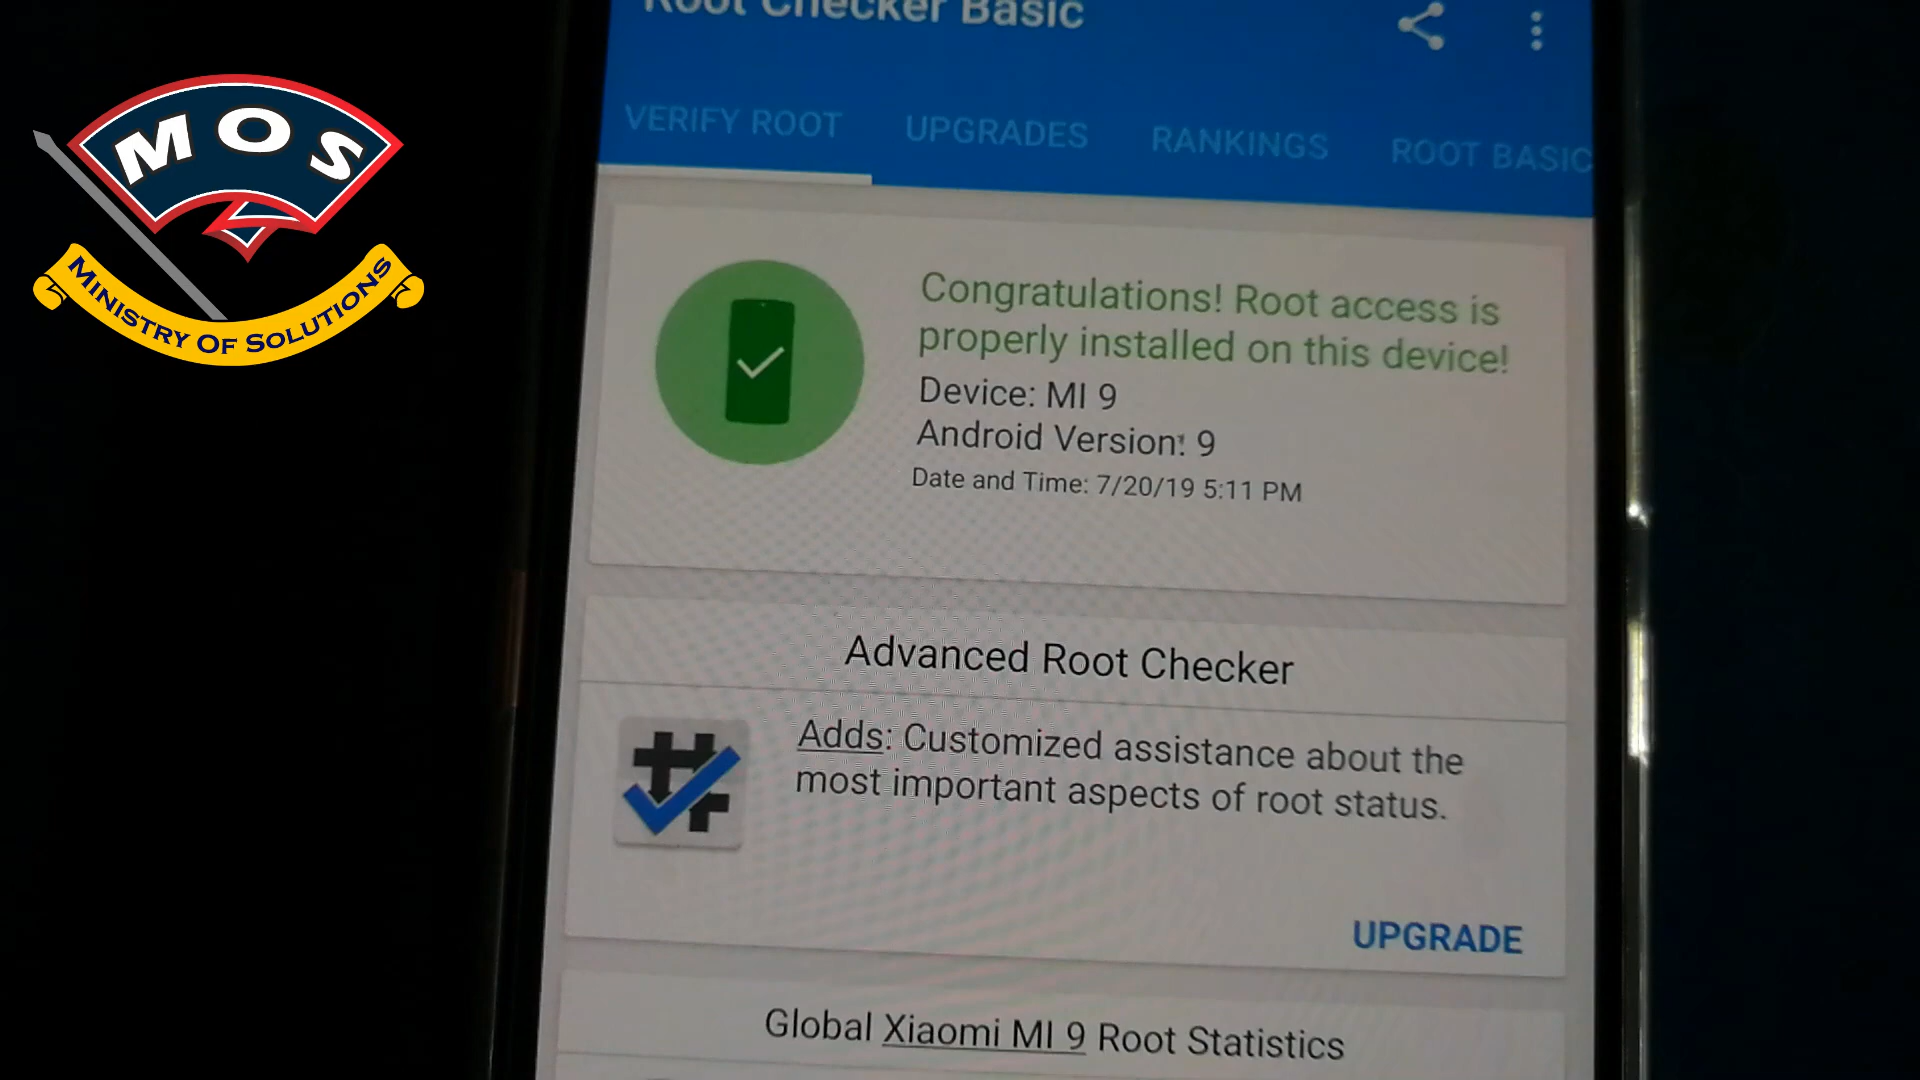 MOS
MINISTRY OF SOLUTIONS
Root Checker Basic
VERIFY ROOT UPGRADES RANKINGS ROOT BASIC
Congratulations! Root access is
properly installed on this device!
Device: MI 9
Android Version: 9
Date and Time: 7/20/19 5:11 PM
Advanced Root Checker
Adds: Customized assistance about the
most important aspects of root status.
UPGRADE
Global Xiaomi MI 9 Root Statistics